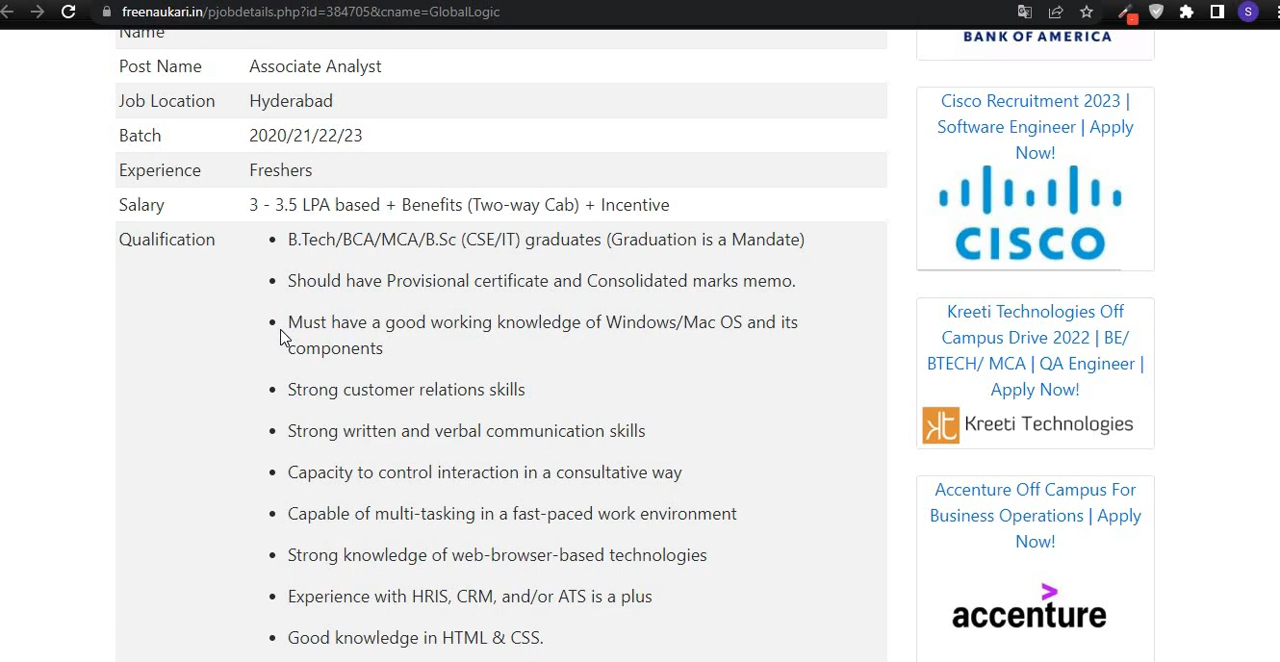 freenaukari.in/pjobdetails.php?id=384705&cname=GlobalLogic
S
Name
Post Name Associate Analyst
Job Location Hyderabad
Batch 2020/21/22/23
Experience Freshers
Salary 3 - 3.5 LPA based + Benefits (Two-way Cab) + Incentive
Qualification • B.Tech/BCA/MCA/B.Sc (CSE/IT) graduates (Graduation is a Mandate)
• Should have Provisional certificate and Consolidated marks memo.
• Must have a good working knowledge of Windows/Mac OS and its
components
• Strong customer relations skills
• Strong written and verbal communication skills
• Capacity to control interaction in a consultative way
• Capable of multi-tasking in a fast-paced work environment
• Strong knowledge of web-browser-based technologies
• Experience with HRIS, CRM, and/or ATS is a plus
• Good knowledge in HTML & CSS.
BANK OF AMERICA
Cisco Recruitment 2023 |
Software Engineer | Apply
Now!
CISCO
Kreeti Technologies Off
Campus Drive 2022 | BE/
BTECH/ MCA | QA Engineer |
Apply Now!
kt Kreeti Technologies
Accenture Off Campus For
Business Operations | Apply
Now!
accenture